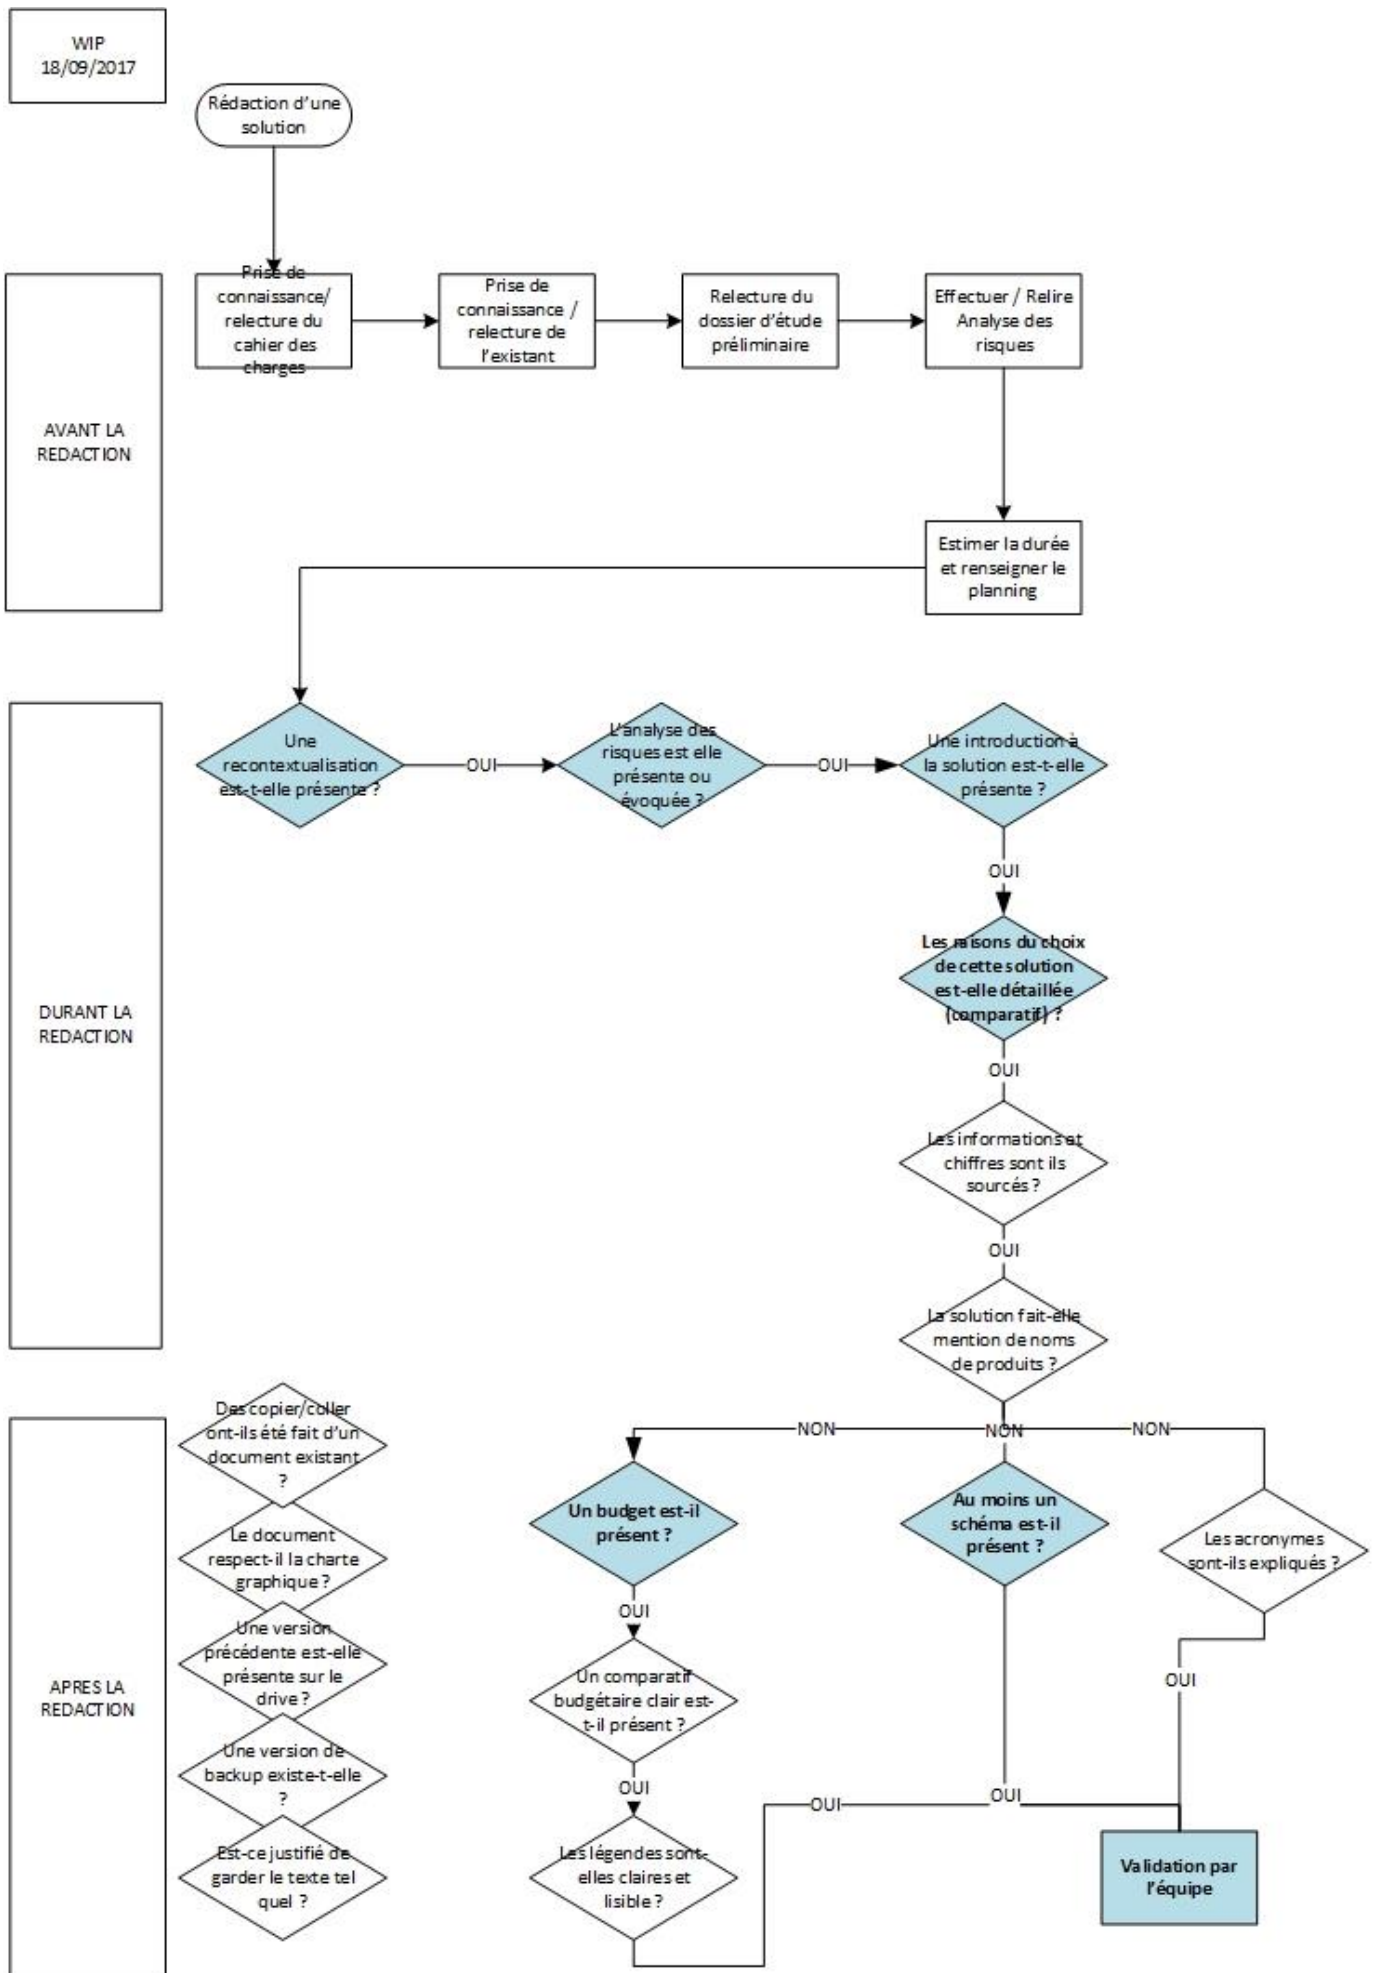 WIP
18/09/2017
Rédaction d'une
solution
AVANT LA
REDACTION
Prise de
connaissance/
relecture du
cahier des
charges
Prise de
connaissance /
relecture de
l'existant
Relecture du
dossier d'étude
préliminaire
Effectuer / Relire
Analyse des
risques
Estimer la durée
et renseigner le
planning
DURANT LA
REDACTION
Une
recontextualisation
est-t-elle présente ?
OUI
L'analyse des
risques est elle
présente ou
évoquée ?
OUI
Une introduction à
la solution est-t-elle
présente ?
OUI
Les raisons du choix
de cette solution
est-elle détaillée
(comparatif) ?
OUI
Les informations et
chiffres sont ils
sourcés ?
OUI
La solution fait-elle
mention de noms
de produits ?
NON
NON
NON
APRES LA
REDACTION
Des copier/coller
ont-ils été fait d'un
document existant
?
Le document
respect-il la charte
graphique ?
Une version
précédente est-elle
présente sur le
drive ?
Une version de
backup existe-t-elle
?
Est-ce justifié de
garder le texte tel
quel ?
Un budget est-il
présent ?
OUI
Un comparatif
budgétaire clair est-
t-il présent ?
OUI
Les légendes sont-
elles claires et
lisible ?
OUI
Au moins un
schéma est-il
présent ?
OUI
Les acronymes
sont-ils expliqués ?
OUI
Validation par
l'équipe